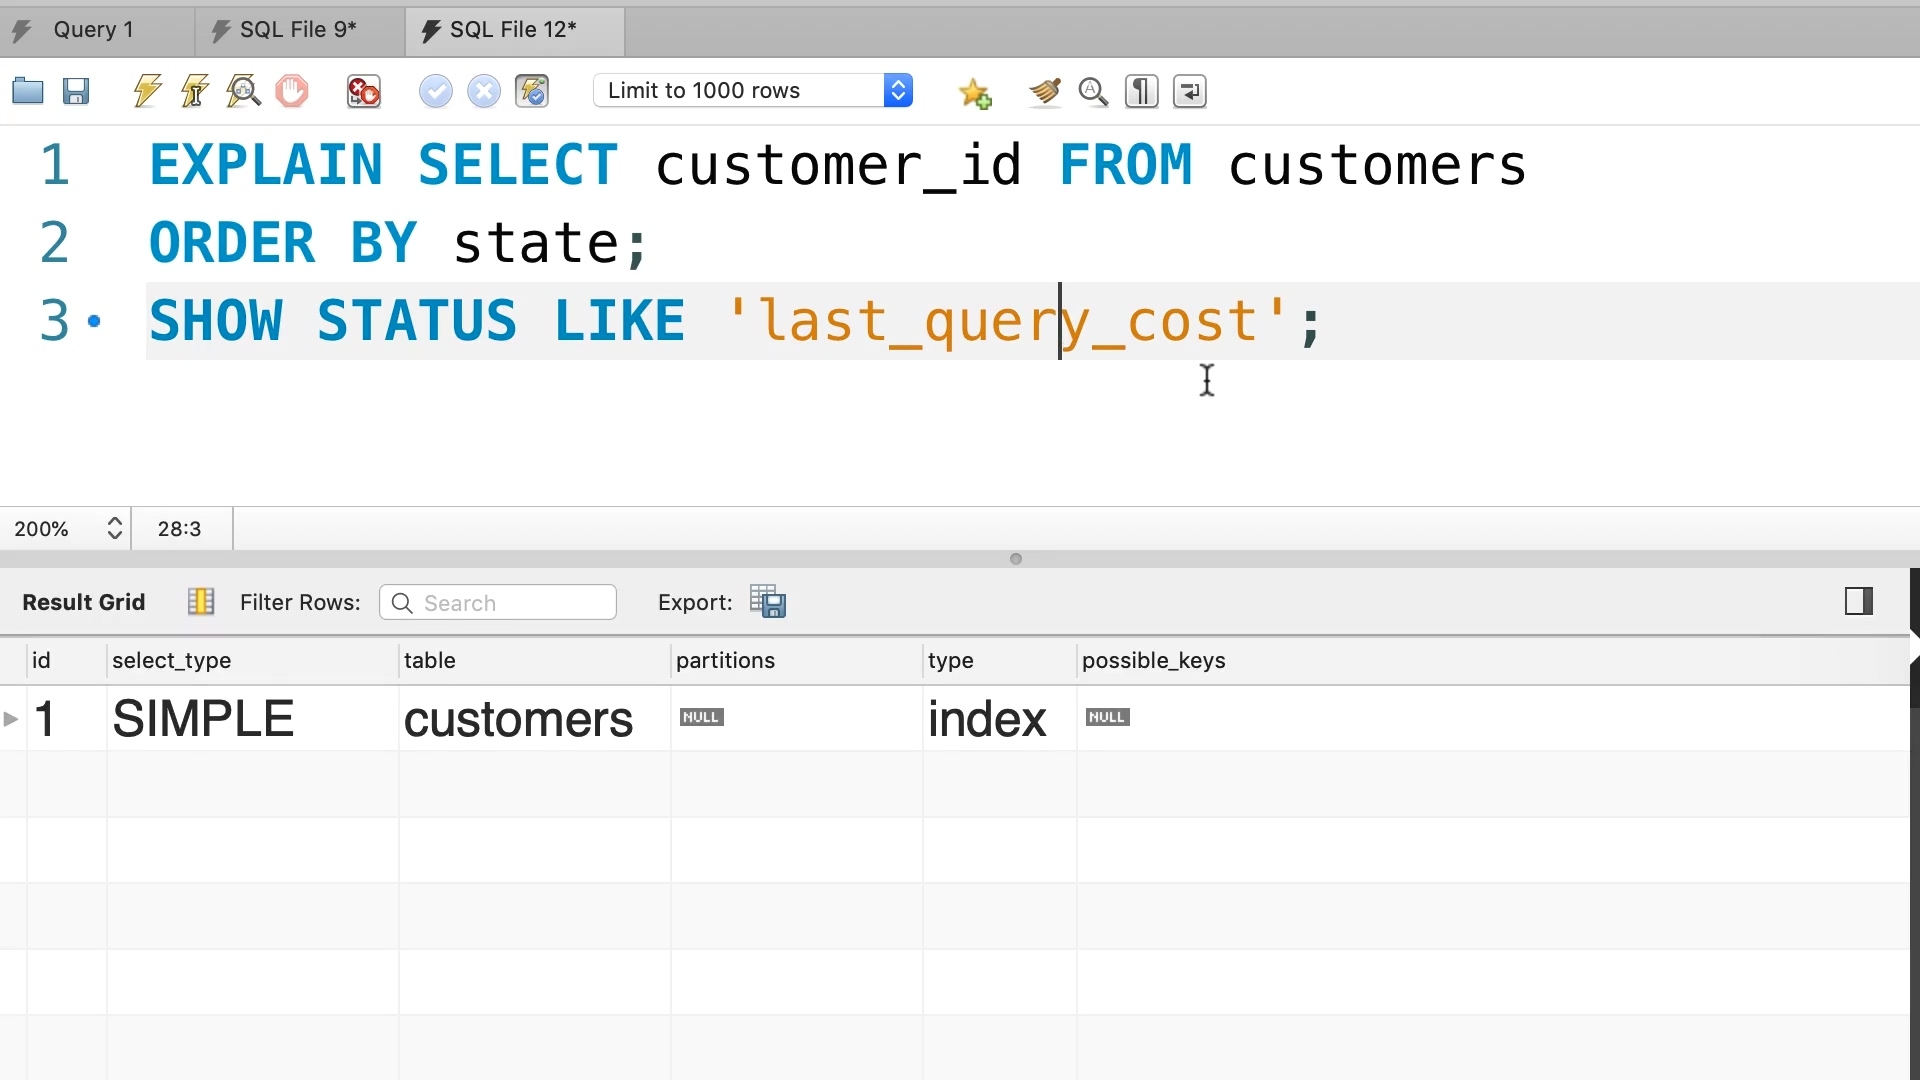 Query 1 SQL File 9* SQL File 12*
Limit to 1000 rows
1 EXPLAIN SELECT customer_id FROM customers
2 ORDER BY state;
3 SHOW STATUS LIKE 'last_query_cost';
200% 28:3
Result Grid Filter Rows: Search Export:
id select_type table partitions type possible_keys
1 SIMPLE customers NULL index NULL